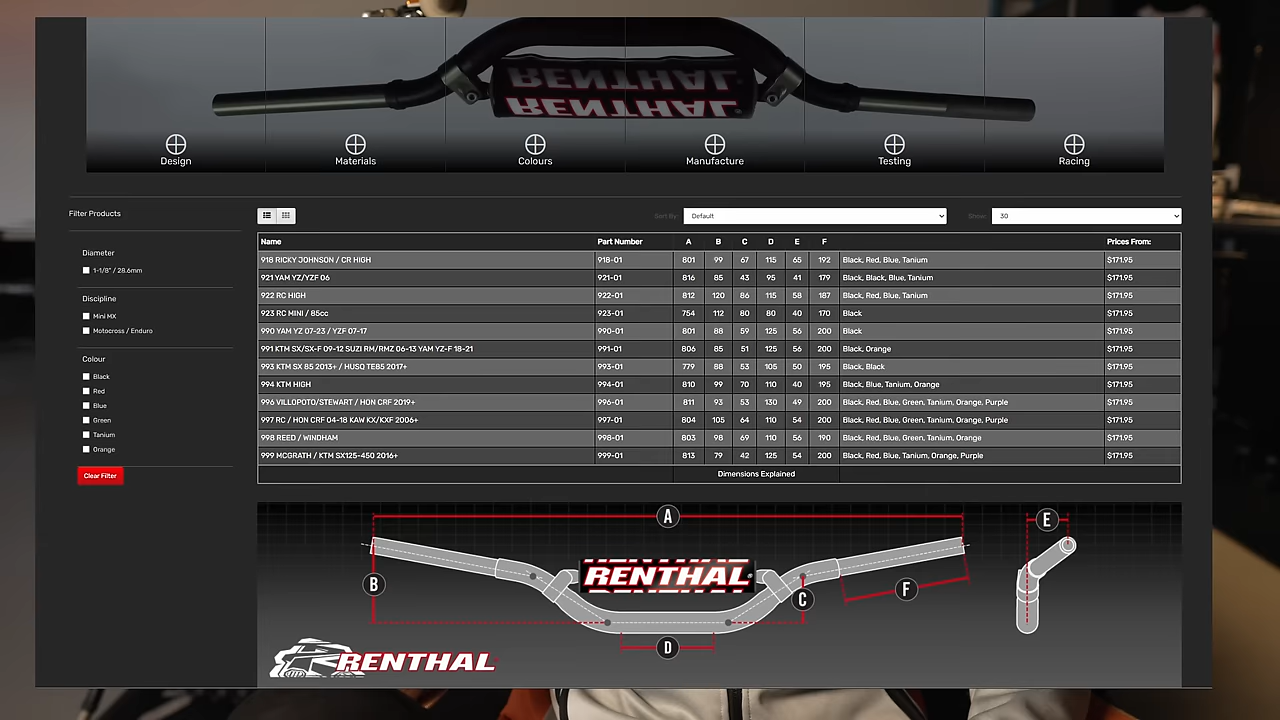 RENTHAL
RENTHAL
Design Materials Colours Manufacture Testing Racing
Filter Products
Sort By: Default Show: 30
Diameter
1-1/8" / 28.6mm
Discipline
Mini MX
Motocross / Enduro
Colour
Black
Red
Blue
Green
Tanium
Orange
Clear Filter
Name Part Number A B C D E F Prices From:
918 RICKY JOHNSON / CR HIGH 918-01 801 99 67 115 65 192 Black, Red, Blue, Tanium $171.95
921 YAM YZ/YZF 06 921-01 816 85 43 95 41 179 Black, Black, Blue, Tanium $171.95
922 RC HIGH 922-01 812 120 86 115 58 187 Black, Red, Blue, Tanium $171.95
923 RC MINI / 85cc 923-01 754 112 80 80 40 170 Black $171.95
990 YAM YZ 07-23 / YZF 07-17 990-01 801 88 59 125 56 200 Black $171.95
991 KTM SX/SX-F 09-12 SUZI RM/RMZ 06-13 YAM YZ-F 18-21 991-01 806 85 51 125 56 200 Black, Orange $171.95
993 KTM SX 85 2013+ / HUSQ TE85 2017+ 993-01 779 88 53 105 50 195 Black, Black $171.95
994 KTM HIGH 994-01 810 99 70 110 40 195 Black, Blue, Tanium, Orange $171.95
996 VILLOPOTO/STEWART / HON CRF 2019+ 996-01 811 93 53 130 49 200 Black, Red, Blue, Green, Tanium, Orange, Purple $171.95
997 RC / HON CRF 04-18 KAW KX/KXF 2006+ 997-01 804 105 64 110 54 200 Black, Red, Blue, Green, Tanium, Orange, Purple $171.95
998 REED / WINDHAM 998-01 803 98 69 110 56 190 Black, Red, Blue, Green, Tanium, Orange $171.95
999 MCGRATH / KTM SX125-450 2016+ 999-01 813 79 42 125 54 200 Black, Red, Blue, Tanium, Orange, Purple $171.95
Dimensions Explained
A
E
B
RENTHAL
C
F
D
RENTHAL